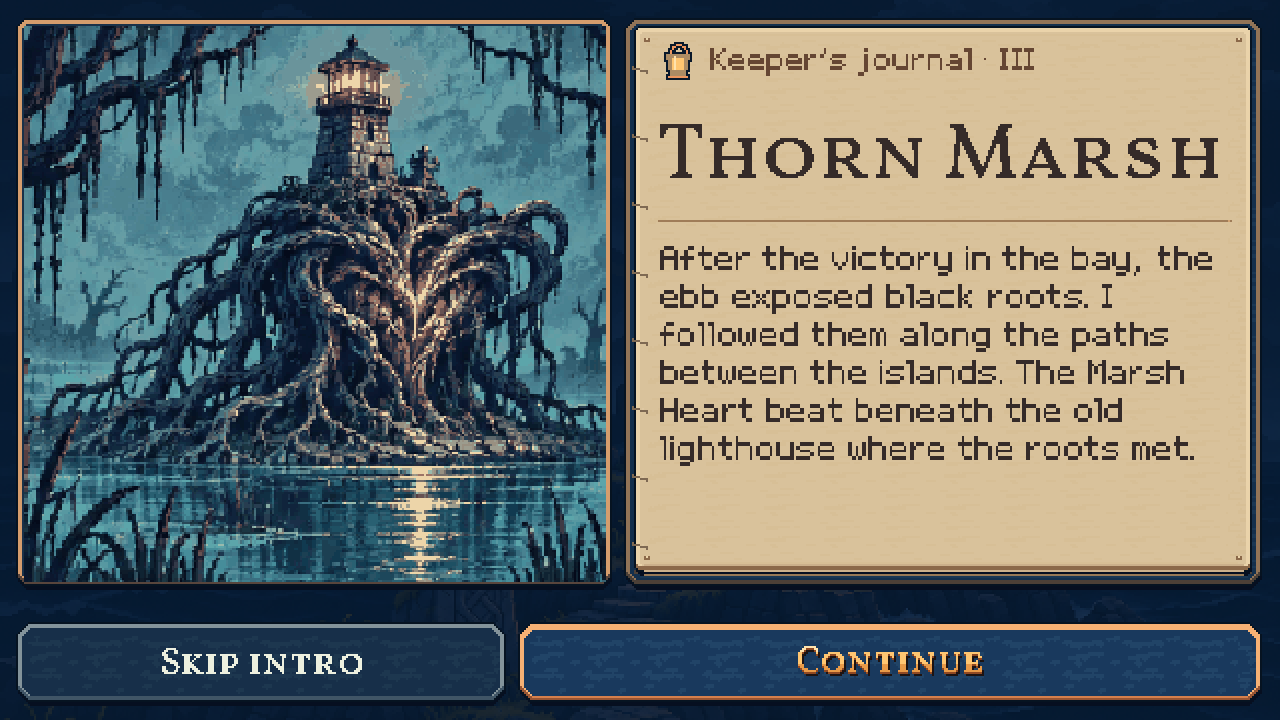 Keeper's journal · III
Thorn Marsh
After the victory in the bay, the
ebb exposed black roots. I
followed them along the paths
between the islands. The Marsh
Heart beat beneath the old
lighthouse where the roots met.
Skip intro
Continue